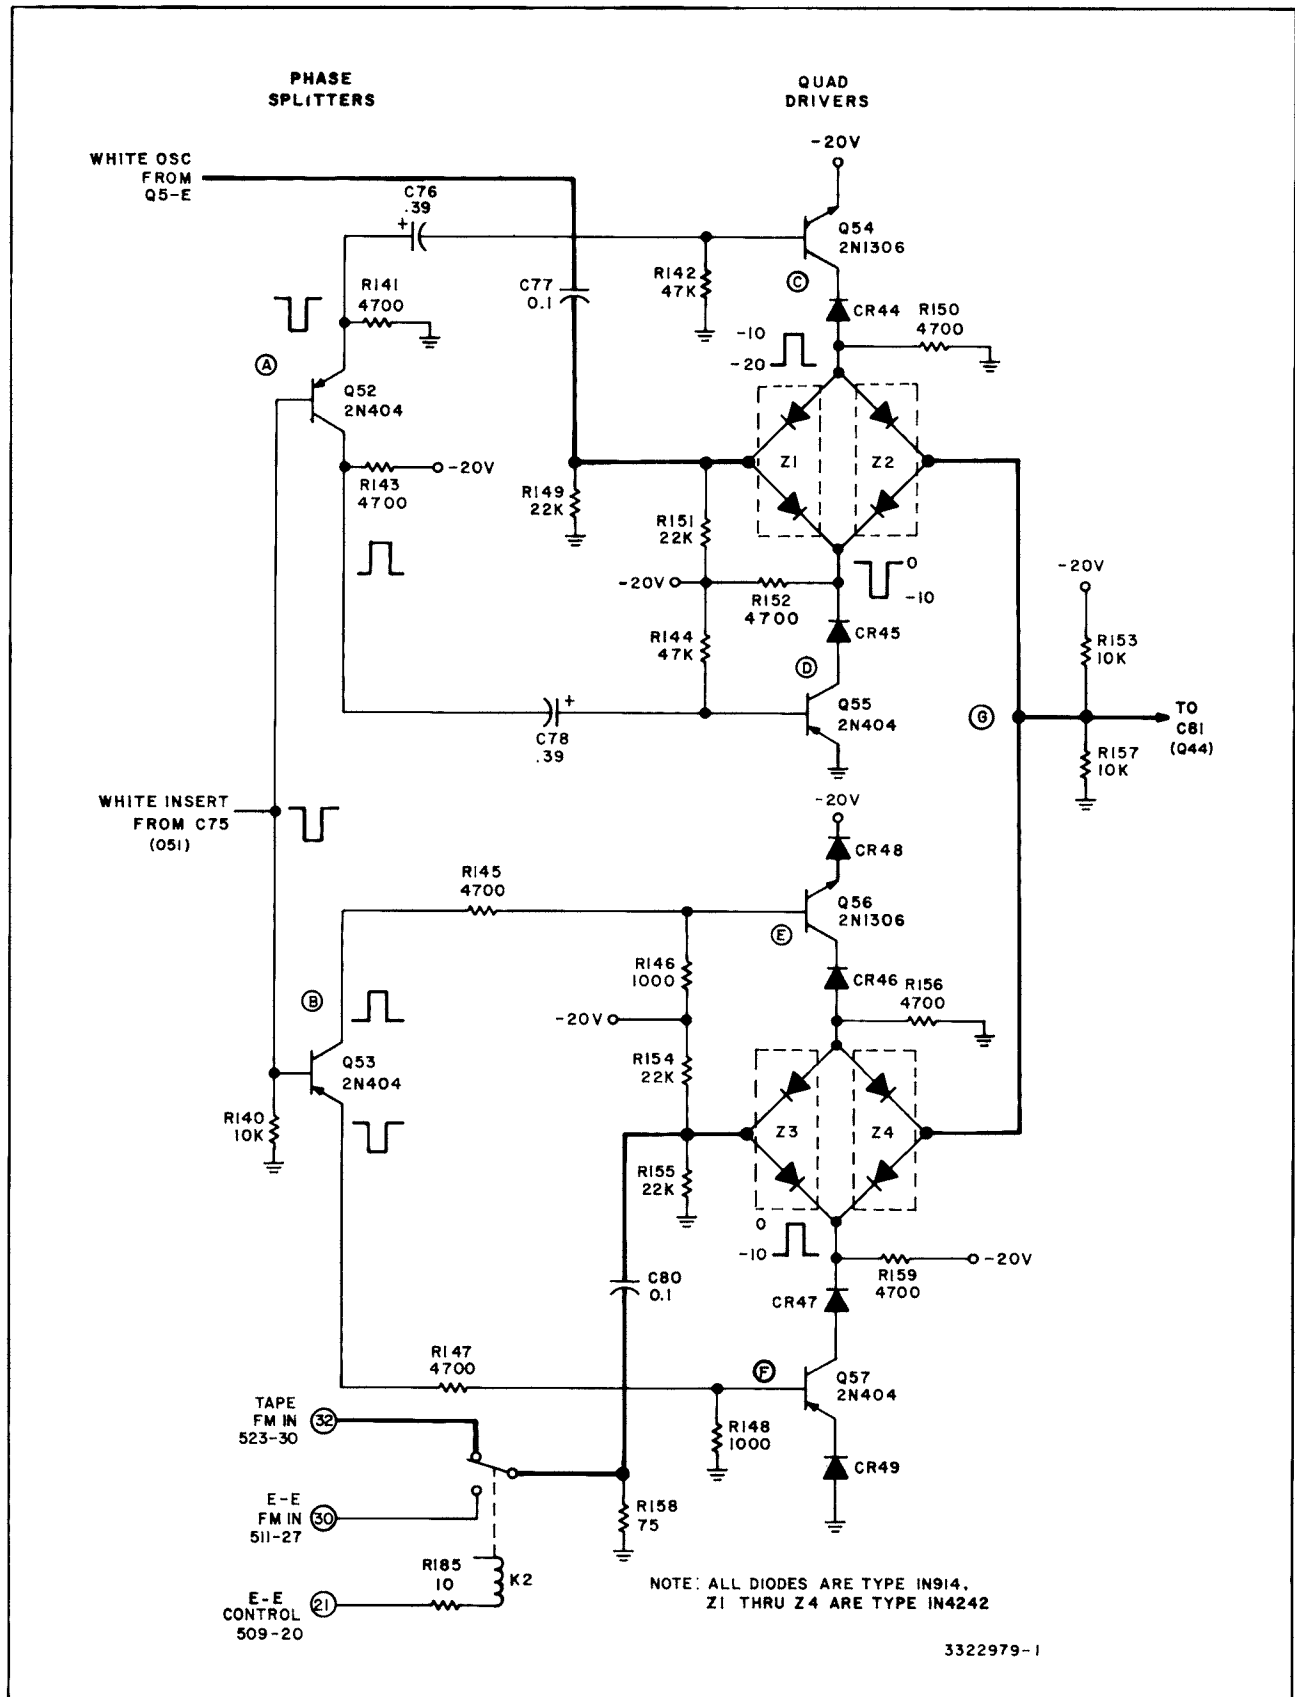 PHASE
SPLITTERS
QUAD
DRIVERS
-20V
WHITE OSC
FROM
Q5-E
C76
.39
+
Q54
2N1306
R142
47K
C
C77
0.1
R141
4700
CR44
R150
4700
-10
-20
A
Q52
2N404
Z1
Z2
-20V
R143
4700
R149
22K
R151
22K
-20V
R152
4700
0
-10
-20V
CR45
R144
47K
R153
10K
D
Q55
2N404
+
C78
.39
G
TO
C81
(Q44)
R157
10K
WHITE INSERT
FROM C75
(051)
-20V
CR48
R145
4700
Q56
2N1306
E
R146
1000
CR46
R156
4700
B
-20V
Q53
2N404
R154
22K
R140
10K
Z3
Z4
R155
22K
0
-10
-20V
R159
4700
C80
0.1
CR47
R147
4700
F
Q57
2N404
TAPE
FM IN
523-30
32
R148
1000
CR49
E-E
FM IN
511-27
30
R158
75
R185
10
K2
E-E
CONTROL
509-20
21
NOTE: ALL DIODES ARE TYPE IN914,
Z1 THRU Z4 ARE TYPE IN4242
3322979-1